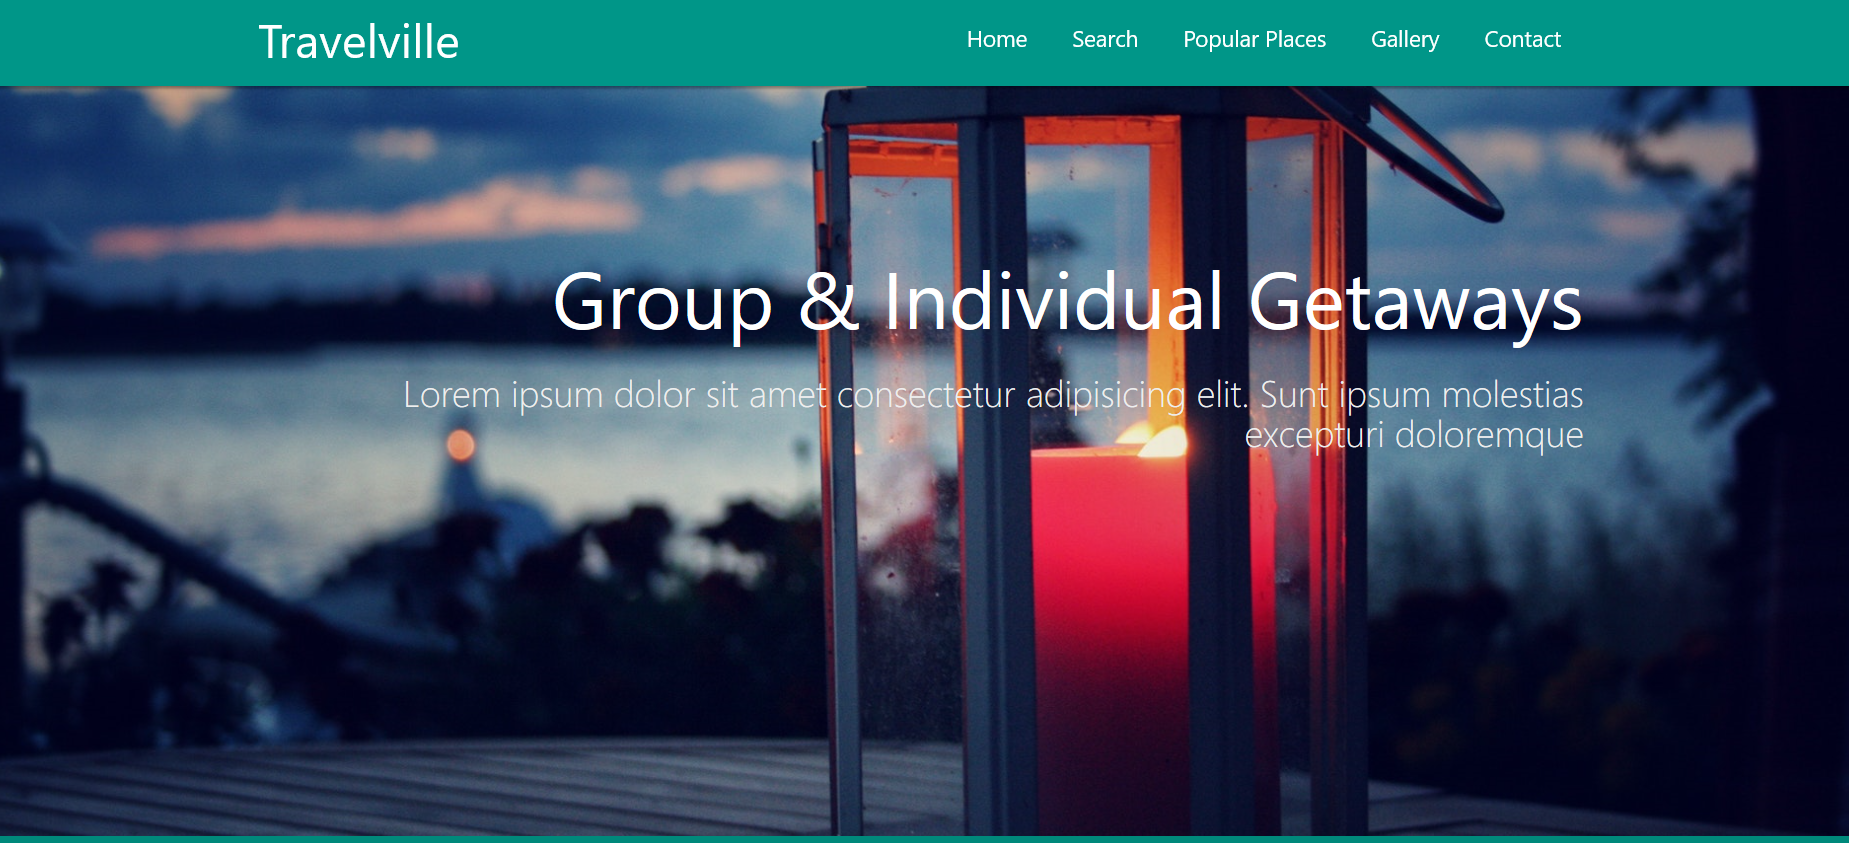 Travelville
Home Search Popular Places Gallery Contact
Group & Individual Getaways
Lorem ipsum dolor sit amet consectetur adipisicing elit. Sunt ipsum molestias
excepturi doloremque